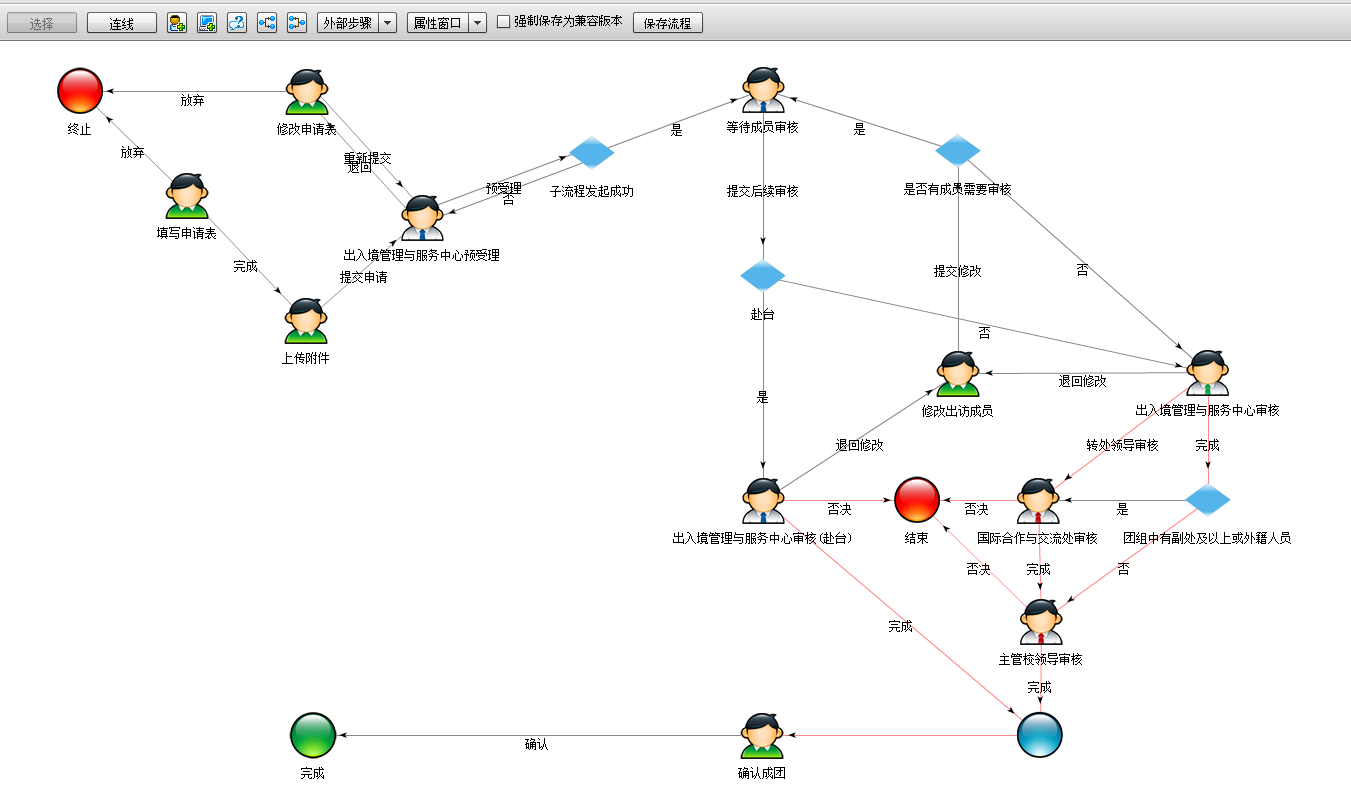 选择
连线
外部步骤
属性窗口
强制保存为兼容版本
保存流程
放弃
终止
修改申请表
等待成员审核
是
是
放弃
重新提交
退回
预受理
否
子流程发起成功
提交后续审核
是否有成员需要审核
填写申请表
出入境管理与服务中心预受理
完成
提交申请
提交修改
否
赴台
否
上传附件
退回修改
是
修改出访成员
出入境管理与服务中心审核
退回修改
转处领导审核
完成
否决
否决
是
出入境管理与服务中心审核(赴台)
结束
国际合作与交流处审核
团组中有副处及以上或外籍人员
否决
完成
否
完成
主管校领导审核
完成
确认
完成
确认成团